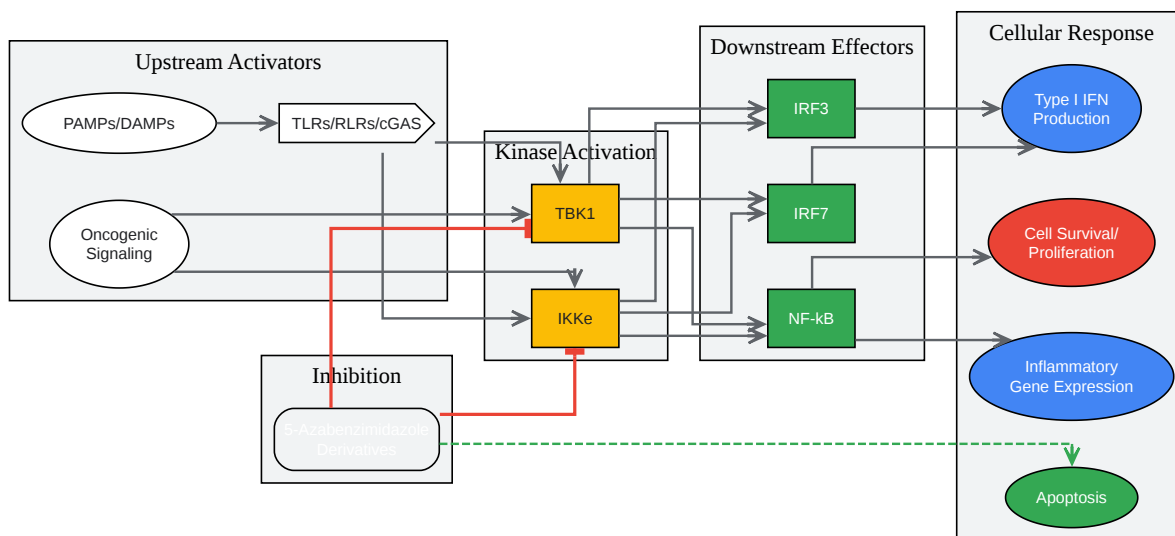 Upstream Activators
PAMPs/DAMPs
TLRs/RLRs/cGAS
Oncogenic
Signaling
Kinase Activation
TBK1
IKKe
Inhibition
5-Azabenzimidazole
Derivatives
Downstream Effectors
IRF3
IRF7
NF-kB
Cellular Response
Type I IFN
Production
Cell Survival/
Proliferation
Inflammatory
Gene Expression
Apoptosis